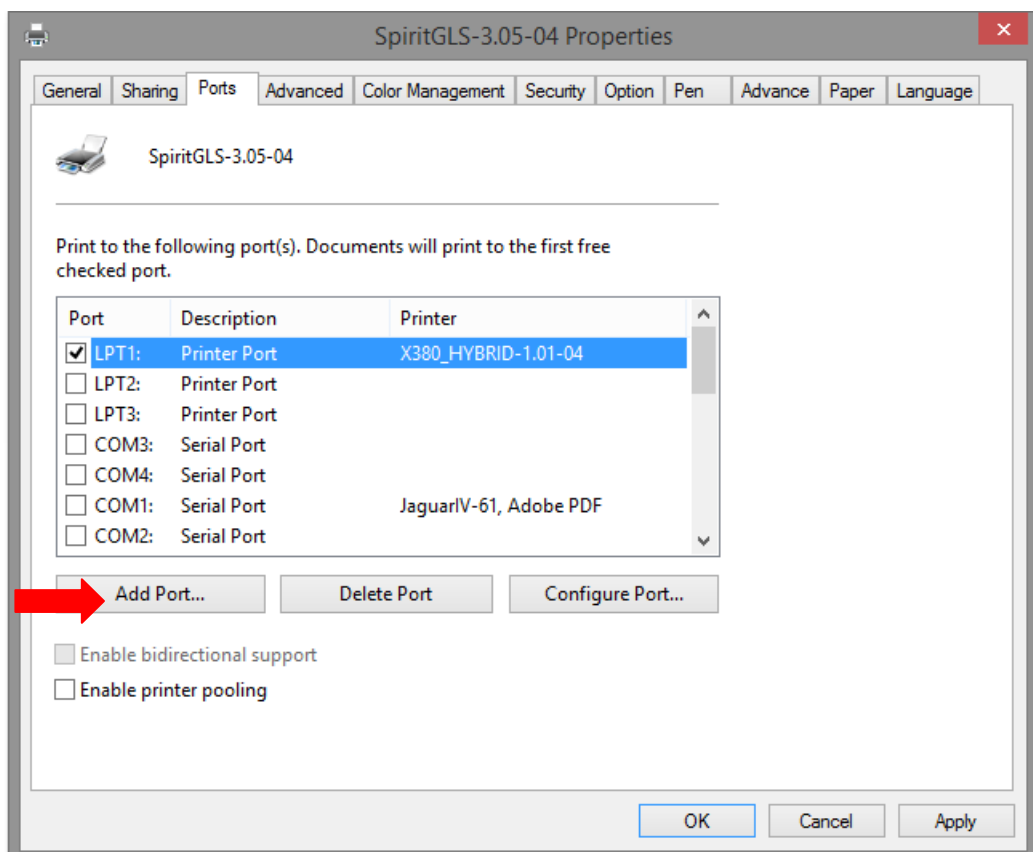 SpiritGLS-3.05-04 Properties
General Sharing Ports Advanced Color Management Security Option Pen Advance Paper Language
SpiritGLS-3.05-04
Print to the following port(s). Documents will print to the first free
checked port.
Port Description Printer
LPT1: Printer Port X380_HYBRID-1.01-04
LPT2: Printer Port
LPT3: Printer Port
COM3: Serial Port
COM4: Serial Port
COM1: Serial Port JaguarIV-61, Adobe PDF
COM2: Serial Port
Add Port... Delete Port Configure Port...
Enable bidirectional support
Enable printer pooling
OK Cancel Apply